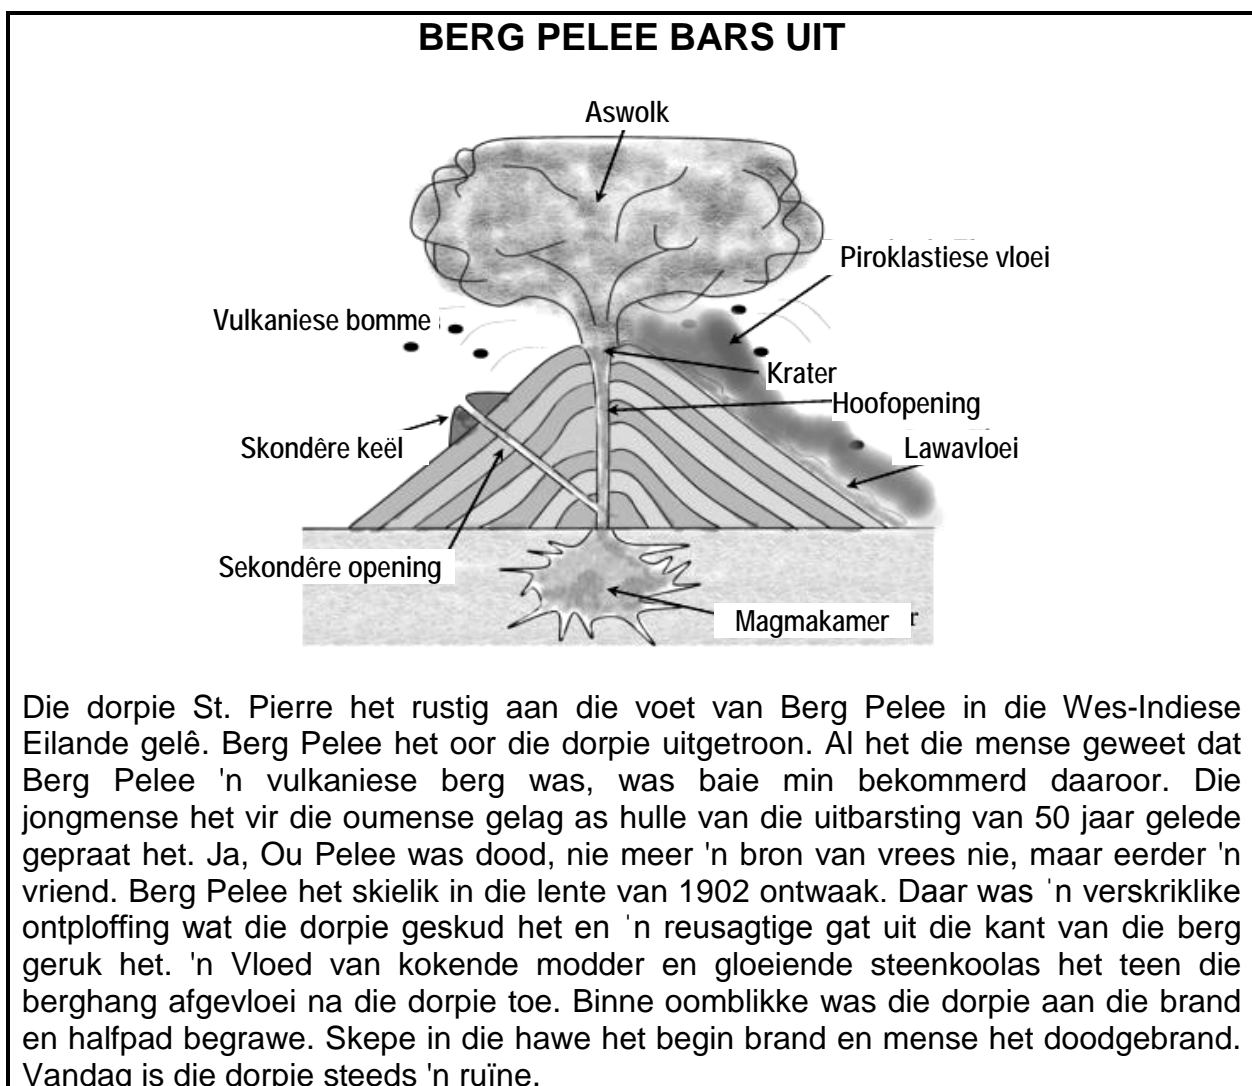 BERG PELEE BARS UIT
Aswolk
Piroklastiese vloei
Vulkaniese bomme
Krater
Hoofopening
Skondêre keël
Lawavloei
Sekondêre opening
Magmakamer
Die dorpie St. Pierre het rustig aan die voet van Berg Pelee in die Wes-Indiese
Eilande gelê. Berg Pelee het oor die dorpie uitgetroon. Al het die mense geweet dat
Berg Pelee 'n vulkaniese berg was, was baie min bekommerd daaroor. Die
jongmense het vir die oumense gelag as hulle van die uitbarsting van 50 jaar gelede
gepraat het. Ja, Ou Pelee was dood, nie meer 'n bron van vrees nie, maar eerder 'n
vriend. Berg Pelee het skielik in die lente van 1902 ontwaak. Daar was 'n verskriklike
ontploffing wat die dorpie geskud het en 'n reusagtige gat uit die kant van die berg
geruk het. 'n Vloed van kokende modder en gloeiende steenkoolas het teen die
berghang afgevloei na die dorpie toe. Binne oomblikke was die dorpie aan die brand
en halfpad begrawe. Skepe in die hawe het begin brand en mense het doodgebrand.
Vandag is die dorpie steeds 'n ruïne.